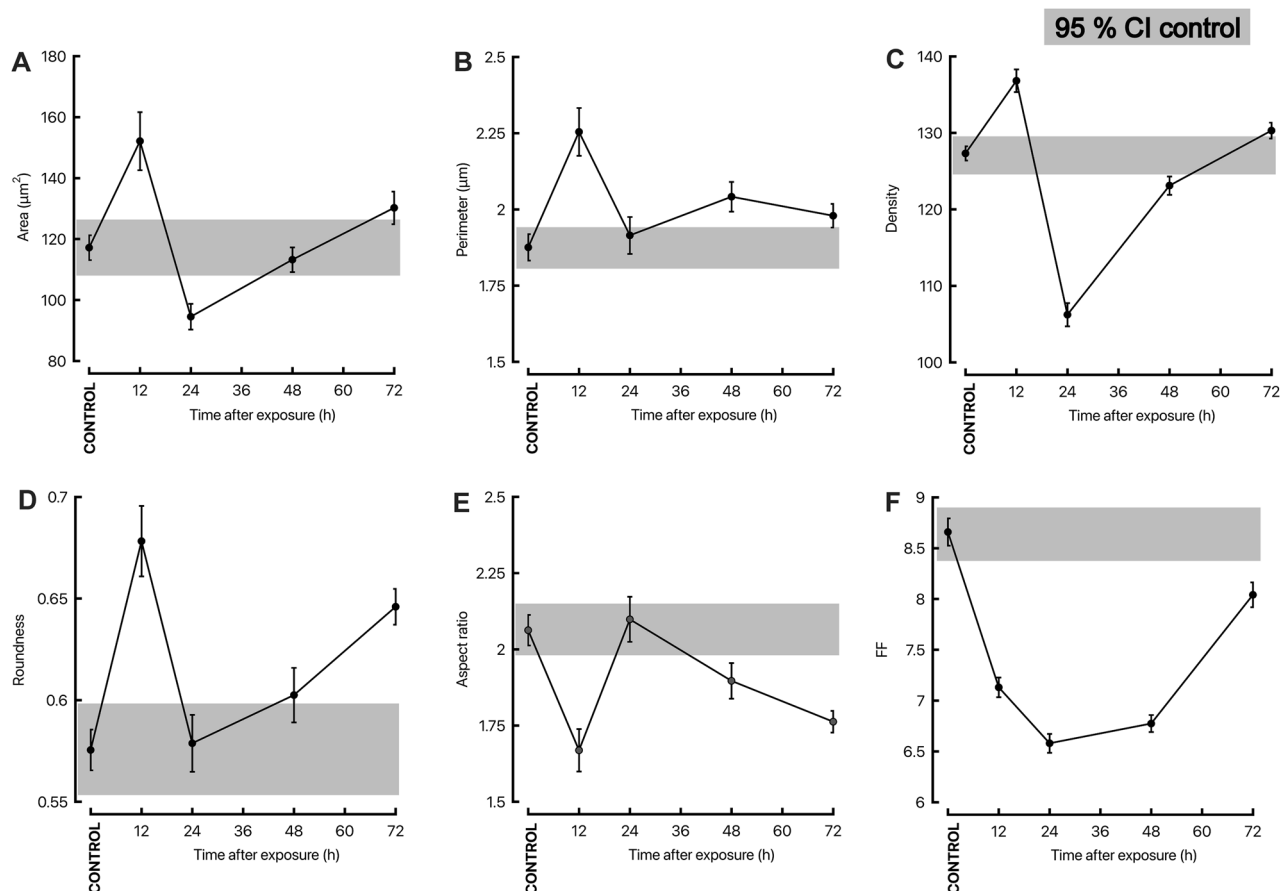 95 % CI control
A
180
160
140
120
100
80
Area (µm²)
CONTROL
12 24 36 48 60 72
Time after exposure (h)
B
2.5
2.25
2
1.75
1.5
Perimeter (µm)
CONTROL
12 24 36 48 60 72
Time after exposure (h)
C
140
130
120
110
100
Density
CONTROL
12 24 36 48 60 72
Time after exposure (h)
D
0.7
0.65
0.6
0.55
Roundness
CONTROL
12 24 36 48 60 72
Time after exposure (h)
E
2.5
2.25
2
1.75
1.5
Aspect ratio
CONTROL
12 24 36 48 60 72
Time after exposure (h)
F
9
8.5
8
7.5
7
6.5
6
FF
CONTROL
12 24 36 48 60 72
Time after exposure (h)